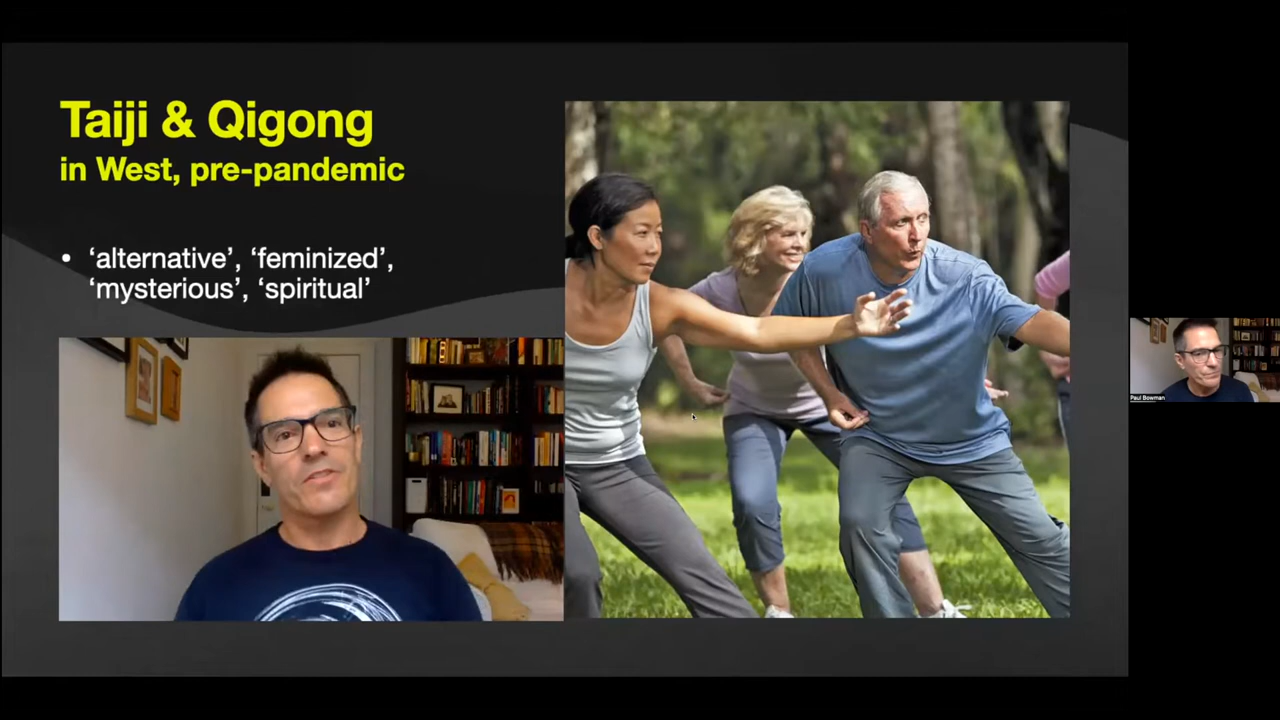 Taiji & Qigong
in West, pre-pandemic
• ‘alternative’, ‘feminized’,
‘mysterious’, ‘spiritual’
Paul Bowman